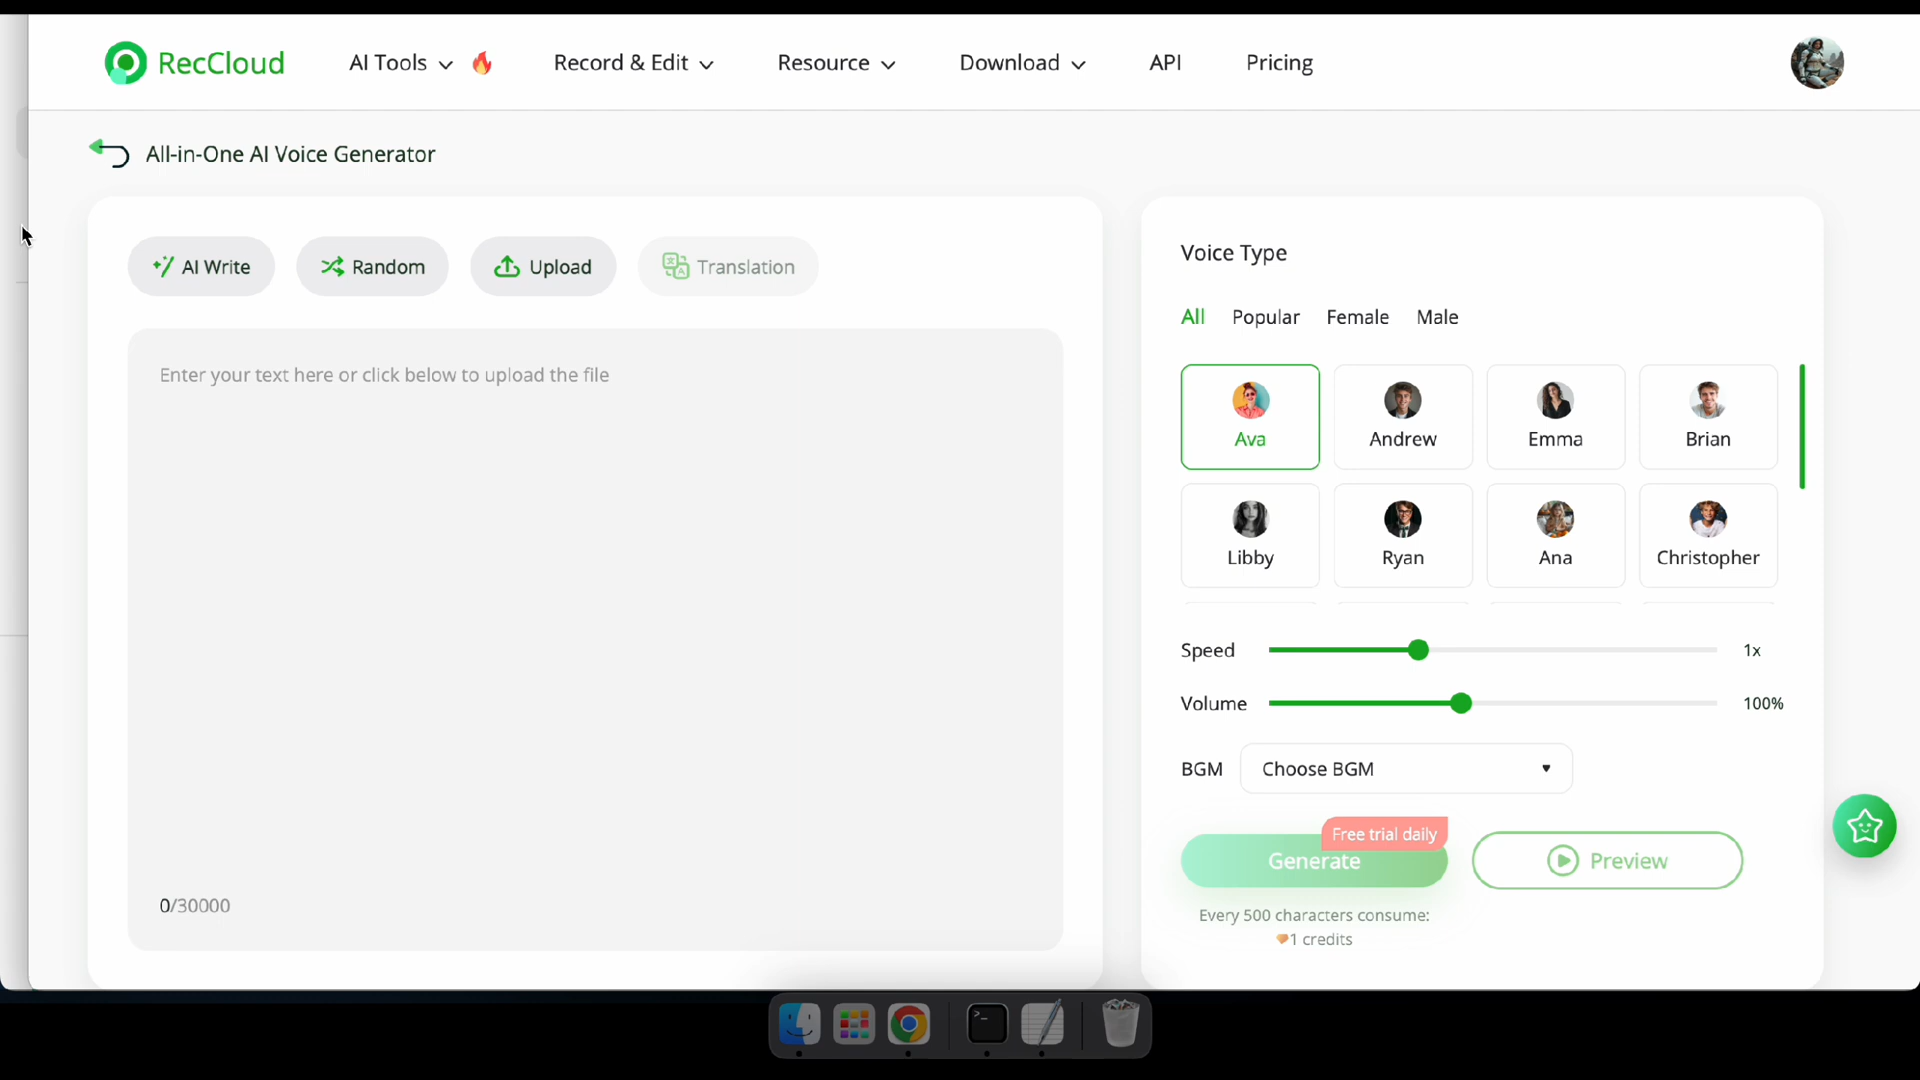 RecCloud
AI Tools
Record & Edit
Resource
Download
API
Pricing
All-in-One AI Voice Generator
AI Write
Random
Upload
Translation
Enter your text here or click below to upload the file
0/30000
Voice Type
All
Popular
Female
Male
Ava
Andrew
Emma
Brian
Libby
Ryan
Ana
Christopher
Speed
1x
Volume
100%
BGM
Choose BGM
Free trial daily
Generate
Preview
Every 500 characters consume:
1 credits